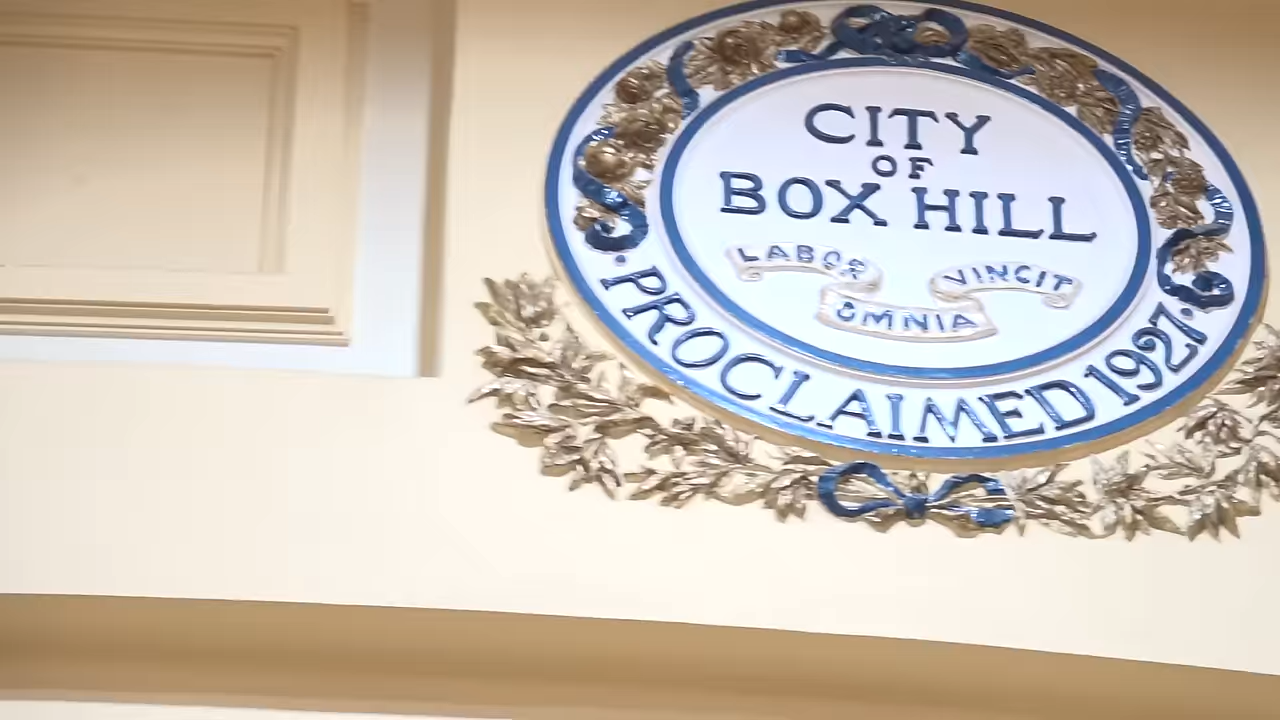 CITY
OF
BOX HILL
LABOR
OMNIA
VINCIT
· PROCLAIMED 1927 ·